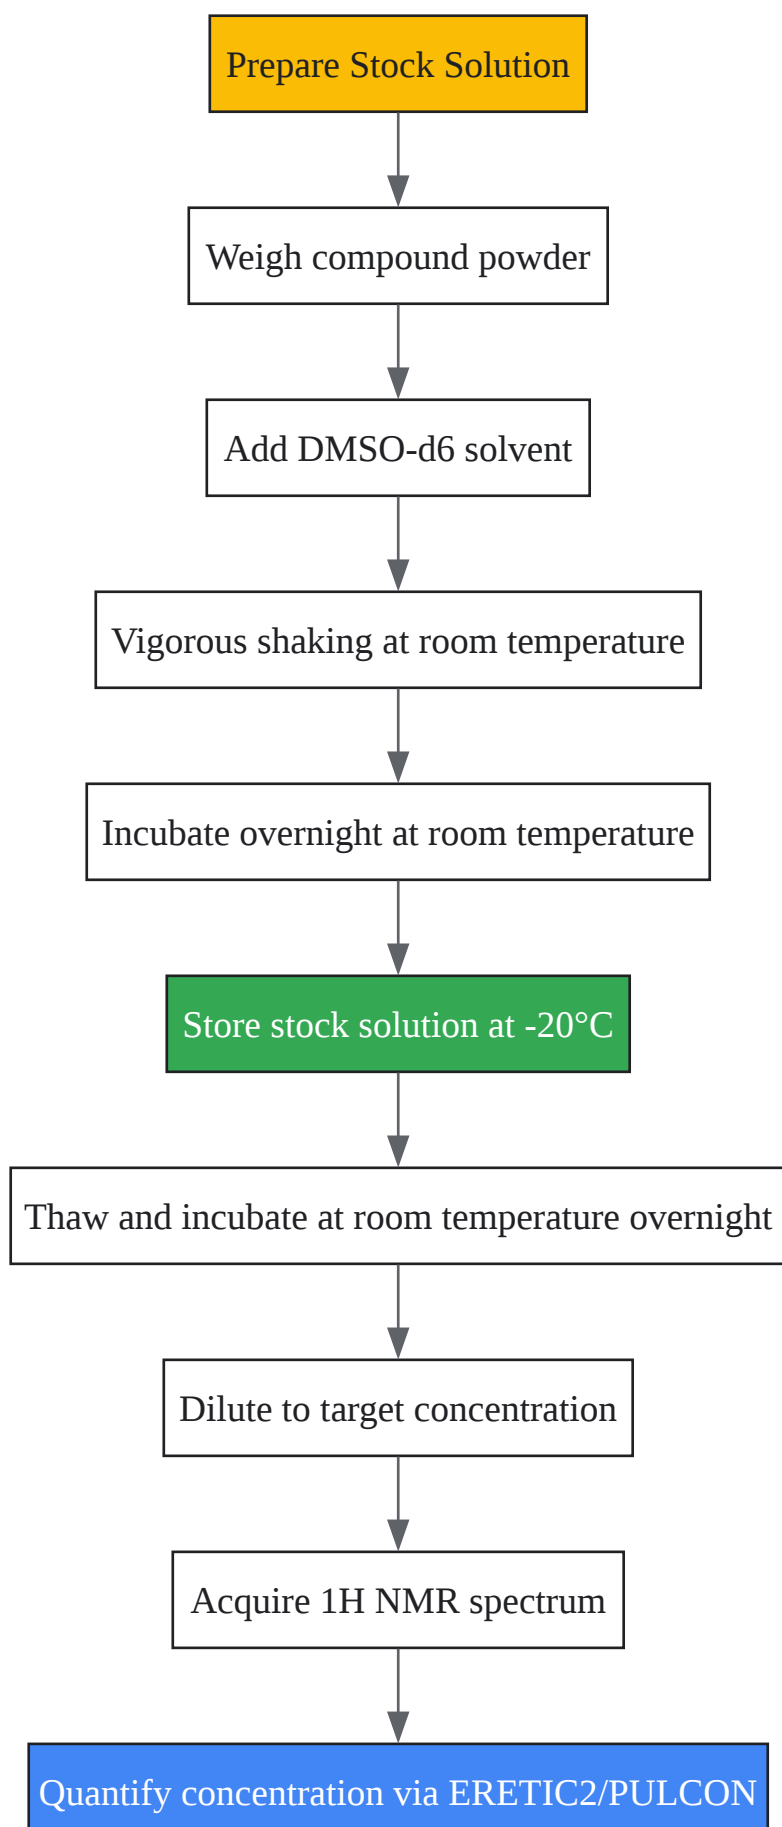 Prepare Stock Solution
Weigh compound powder
Add DMSO-d6 solvent
Vigorous shaking at room temperature
Incubate overnight at room temperature
Store stock solution at -20°C
Thaw and incubate at room temperature overnight
Dilute to target concentration
Acquire 1H NMR spectrum
Quantify concentration via ERETIC2/PULCON